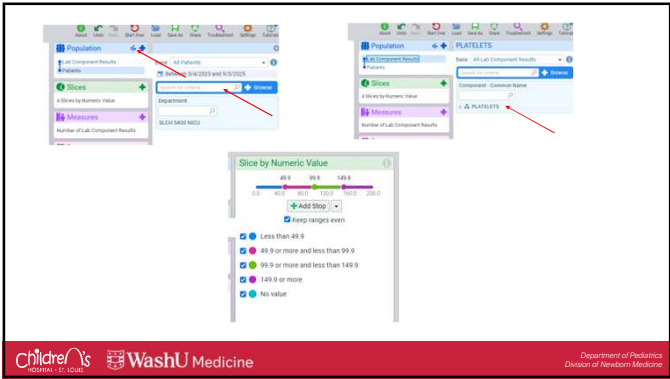 About Undo Redo Start Over Load Save As Share Troubleshoot Settings Tutorials
Population
Lab Component Results
Patients
Slices
4 Slices by Numeric Value
Measures
Number of Lab Component Results
Base All Patients
Between 3/4/2025 and 9/3/2025
Search for criteria
Browse
Department
SLCH 5400 NICU
About Undo Redo Start Over Load Save As Share Troubleshoot Settings Tutorials
Population
Lab Component Results
Patients
Slices
4 Slices by Numeric Value
Measures
Number of Lab Component Results
PLATELETS
Base All Lab Component Results
Search for criteria
Browse
Component - Common Name
PLATELETS
Slice by Numeric Value
49.9 99.9 149.9
0.0 40.0 80.0 120.0 160.0 200.0
Add Stop
Keep ranges even
Less than 49.9
49.9 or more and less than 99.9
99.9 or more and less than 149.9
149.9 or more
No value
Children's
HOSPITAL · ST. LOUIS
WashU Medicine
Department of Pediatrics
Division of Newborn Medicine